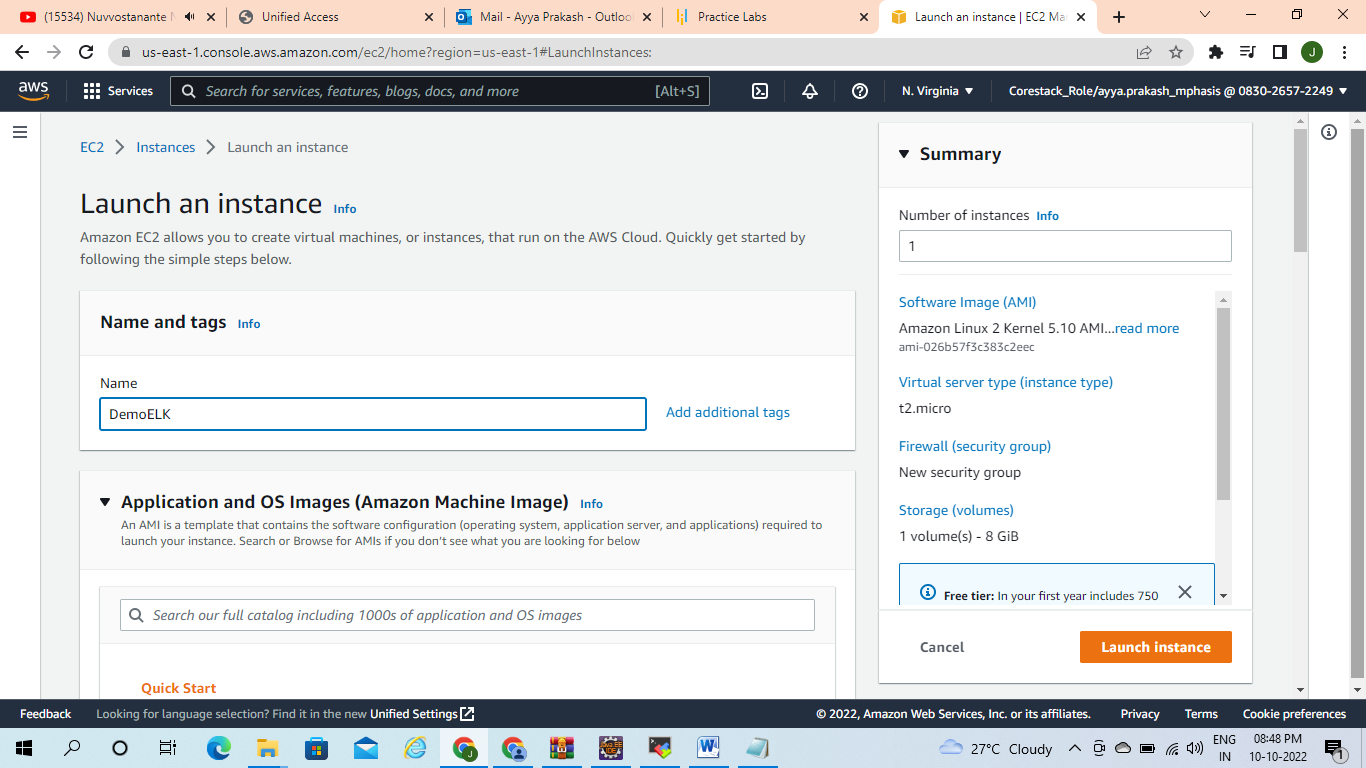 (15534) Nuvvostanante N
Unified Access
Mail - Ayya Prakash - Outlook
Practice Labs
Launch an instance | EC2 Ma
us-east-1.console.aws.amazon.com/ec2/home?region=us-east-1#LaunchInstances:
J
aws
Services
Search for services, features, blogs, docs, and more
[Alt+S]
N. Virginia
Corestack_Role/ayya.prakash_mphasis @ 0830-2657-2249
EC2 > Instances > Launch an instance
Launch an instance Info
Amazon EC2 allows you to create virtual machines, or instances, that run on the AWS Cloud. Quickly get started by
following the simple steps below.
Name and tags Info
Name
DemoELK
Add additional tags
Application and OS Images (Amazon Machine Image) Info
An AMI is a template that contains the software configuration (operating system, application server, and applications) required to
launch your instance. Search or Browse for AMIs if you don't see what you are looking for below
Search our full catalog including 1000s of application and OS images
Quick Start
Summary
Number of instances Info
1
Software Image (AMI)
Amazon Linux 2 Kernel 5.10 AMI...read more
ami-026b57f3c383c2eec
Virtual server type (instance type)
t2.micro
Firewall (security group)
New security group
Storage (volumes)
1 volume(s) - 8 GiB
Free tier: In your first year includes 750
Cancel
Launch instance
Feedback
Looking for language selection? Find it in the new Unified Settings
© 2022, Amazon Web Services, Inc. or its affiliates.
Privacy
Terms
Cookie preferences
27°C Cloudy
ENG
IN
08:48 PM
10-10-2022
1